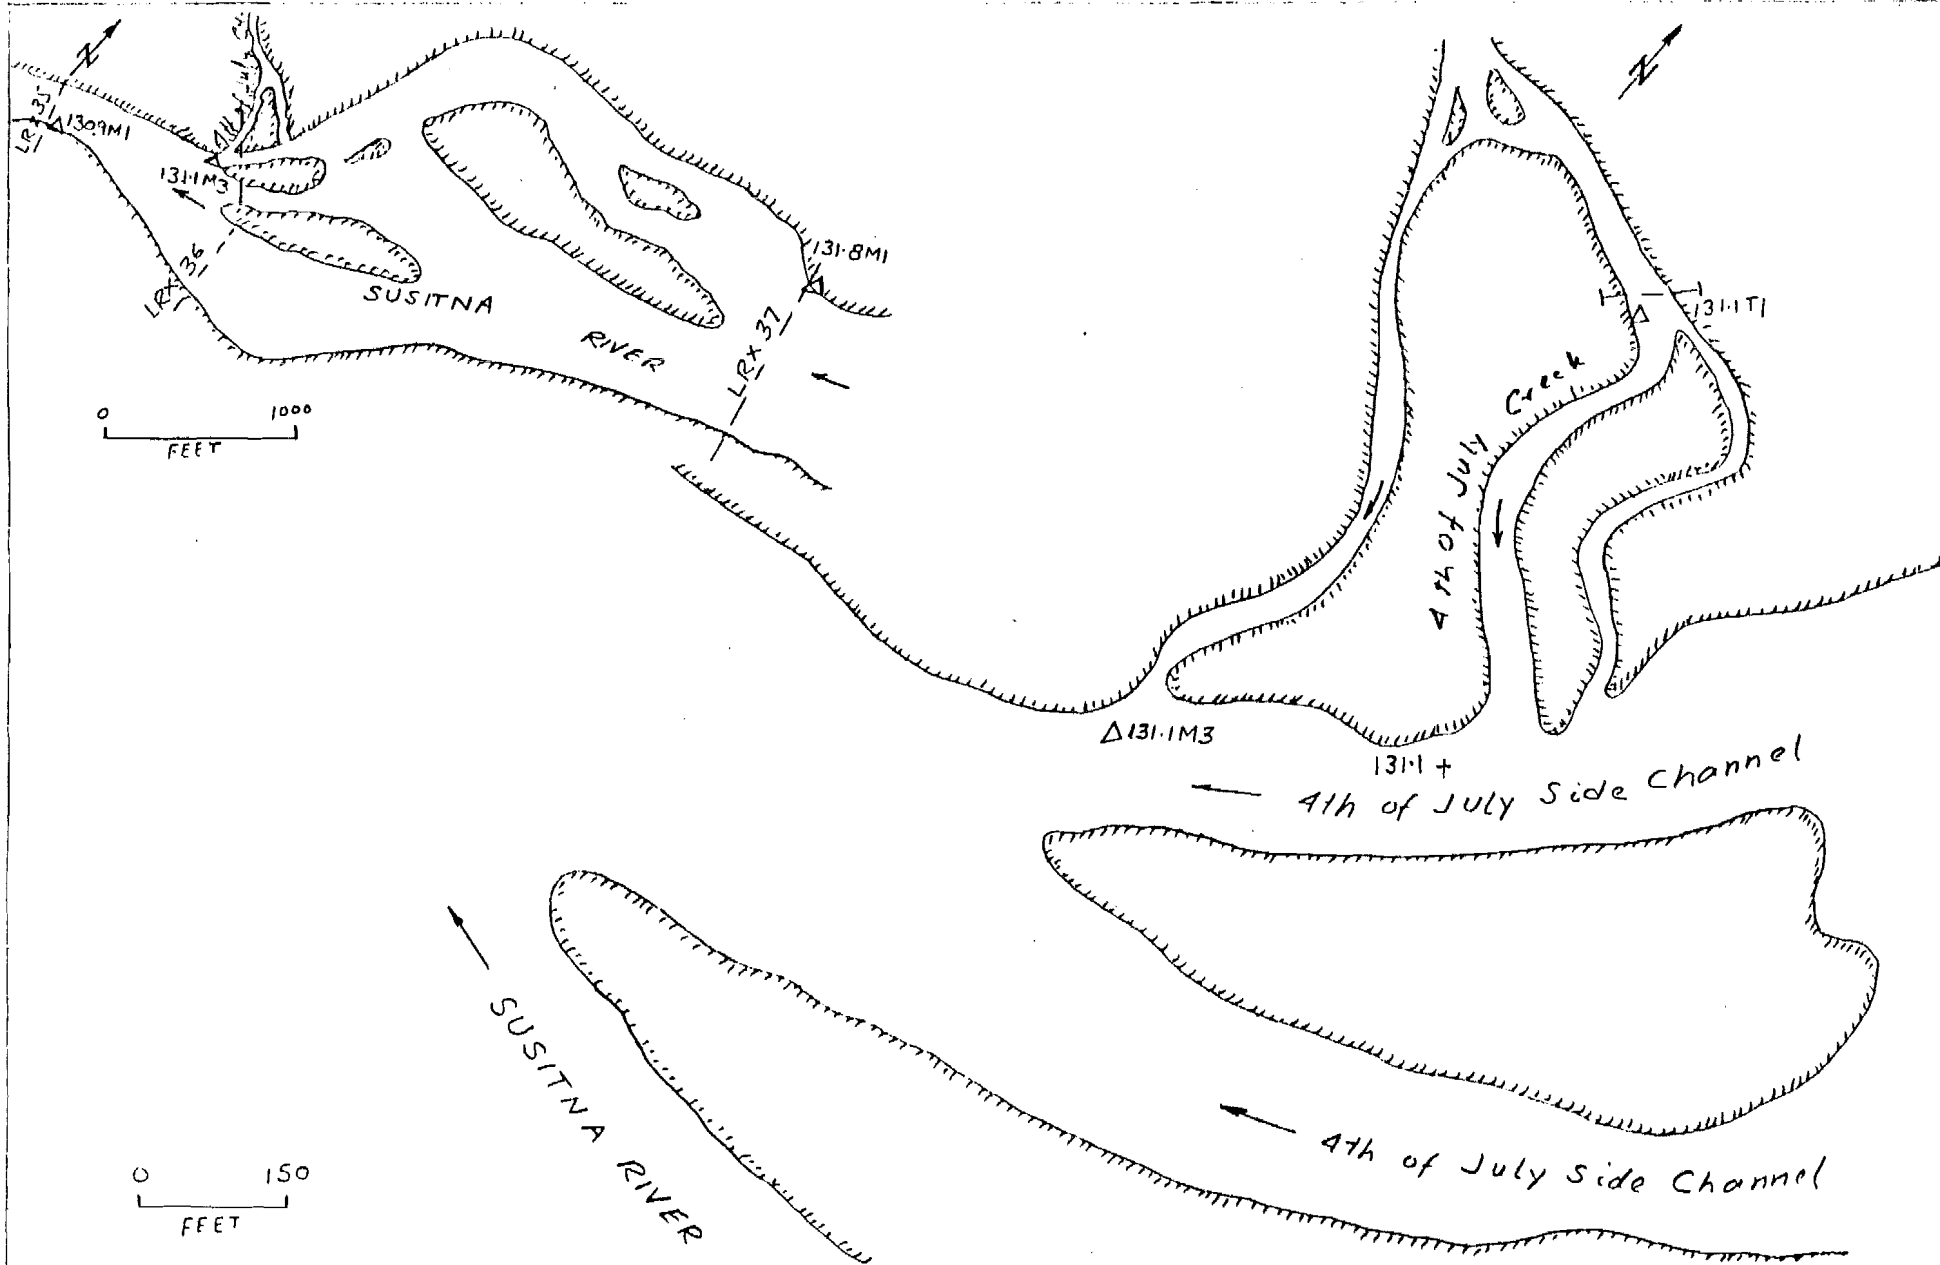 N
LRX 35
130.9M1
131.1M3
LRX 36
SUSITNA
RIVER
131.8M1
LRX 37
0 1000
FEET
N
131.1T1
4th of July Creek
Δ131.1M3
131.1 +
4th of July Side Channel
SUSITNA RIVER
4th of July Side Channel
0 150
FEET